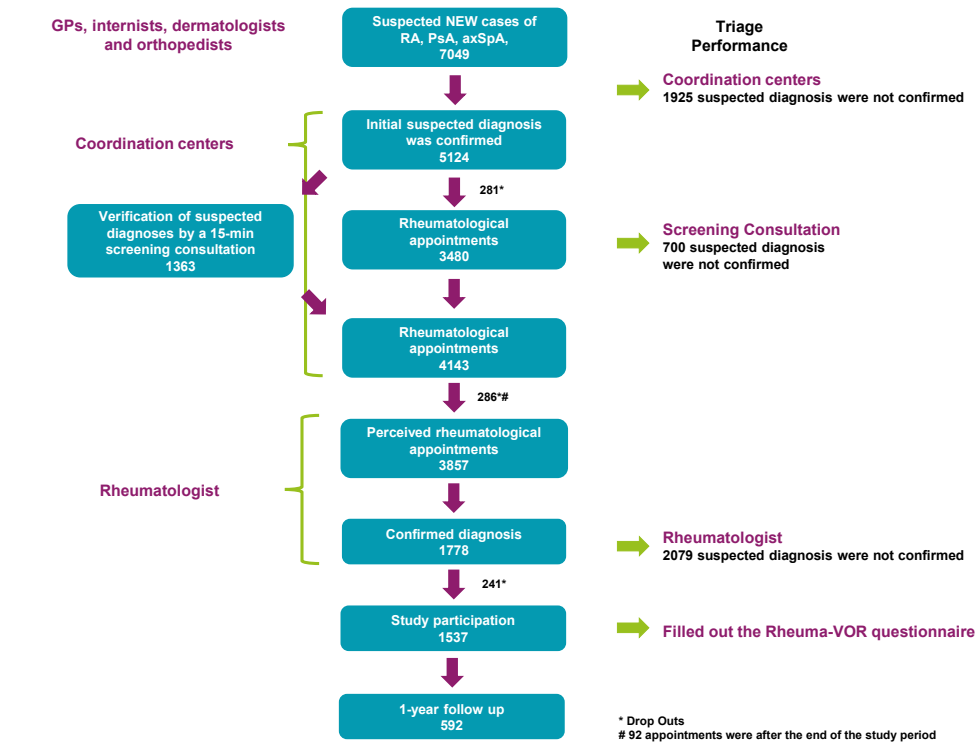 GPs, internists, dermatologists
and orthopedists
Suspected NEW cases of
RA, PsA, axSpA,
7049
Triage
Performance
Coordination centers
1925 suspected diagnosis were not confirmed
Coordination centers
Initial suspected diagnosis
was confirmed
5124
281*
Verification of suspected
diagnoses by a 15-min
screening consultation
1363
Rheumatological
appointments
3480
Screening Consultation
700 suspected diagnosis
were not confirmed
Rheumatological
appointments
4143
286*#
Perceived rheumatological
appointments
3857
Rheumatologist
Confirmed diagnosis
1778
Rheumatologist
2079 suspected diagnosis were not confirmed
241*
Study participation
1537
Filled out the Rheuma-VOR questionnaire
1-year follow up
592
* Drop Outs
# 92 appointments were after the end of the study period